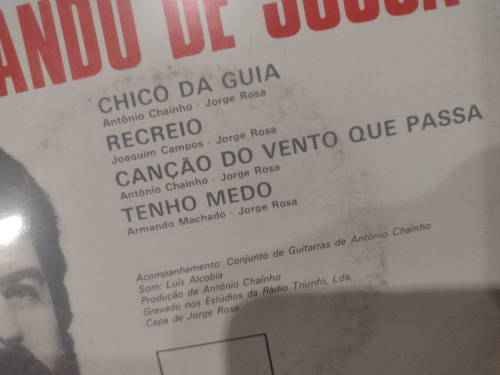 ANDO DE SOUSA
CHICO DA GUIA
António Chainho - Jorge Rosa
RECREIO
Joaquim Campos - Jorge Rosa
CANÇÃO DO VENTO QUE PASSA
António Chainho - Jorge Rosa
TENHO MEDO
Armando Machado - Jorge Rosa
Acompanhamento: Conjunto de Guitarras de António Chainho
Som: Luís Alcobia
Produção de António Chainho
Gravado nos Estúdios da Rádio Triunfo, Lda.
Capa de Jorge Rosa